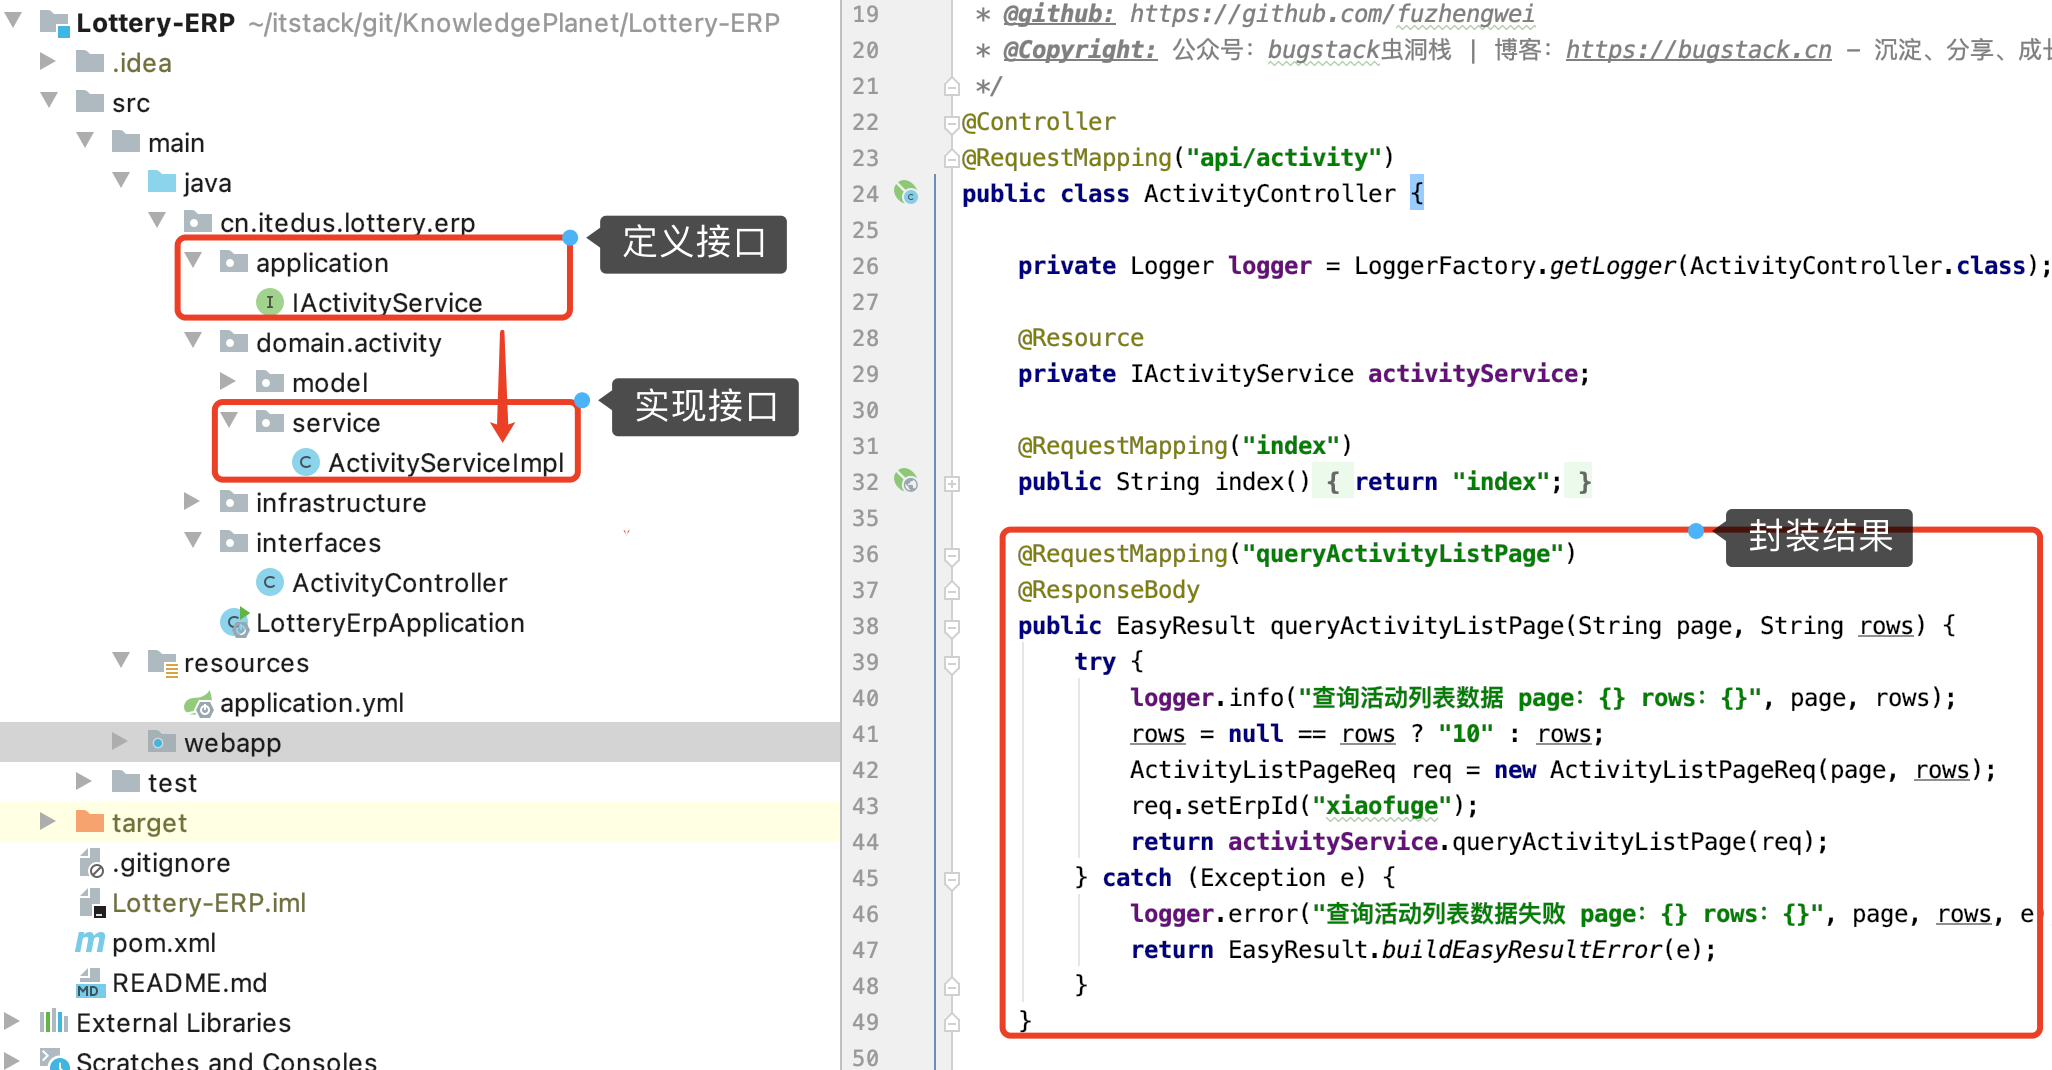 Lottery-ERP ~/itstack/git/KnowledgePlanet/Lottery-ERP
.idea
src
main
java
cn.itedus.lottery.erp
定义接口
application
I IActivityService
domain.activity
model
实现接口
service
C ActivityServiceImpl
infrastructure
interfaces
C ActivityController
C LotteryErpApplication
resources
application.yml
webapp
test
target
.gitignore
Lottery-ERP.iml
m pom.xml
MD README.md
External Libraries
Scratches and Consoles
19 * @github: https://github.com/fuzhengwei
20 * @Copyright: 公众号：bugstack虫洞栈 | 博客：https://bugstack.cn - 沉淀、分享、成长
21 */
22 @Controller
23 @RequestMapping("api/activity")
24 public class ActivityController {
25
26 private Logger logger = LoggerFactory.getLogger(ActivityController.class);
27
28 @Resource
29 private IActivityService activityService;
30
31 @RequestMapping("index")
32 public String index() { return "index"; }
35
封装结果
36 @RequestMapping("queryActivityListPage")
37 @ResponseBody
38 public EasyResult queryActivityListPage(String page, String rows) {
39 try {
40 logger.info("查询活动列表数据 page：{} rows：{}", page, rows);
41 rows = null == rows ? "10" : rows;
42 ActivityListPageReq req = new ActivityListPageReq(page, rows);
43 req.setErpId("xiaofuge");
44 return activityService.queryActivityListPage(req);
45 } catch (Exception e) {
46 logger.error("查询活动列表数据失败 page：{} rows：{}", page, rows, e
47 return EasyResult.buildEasyResultError(e);
48 }
49 }
50